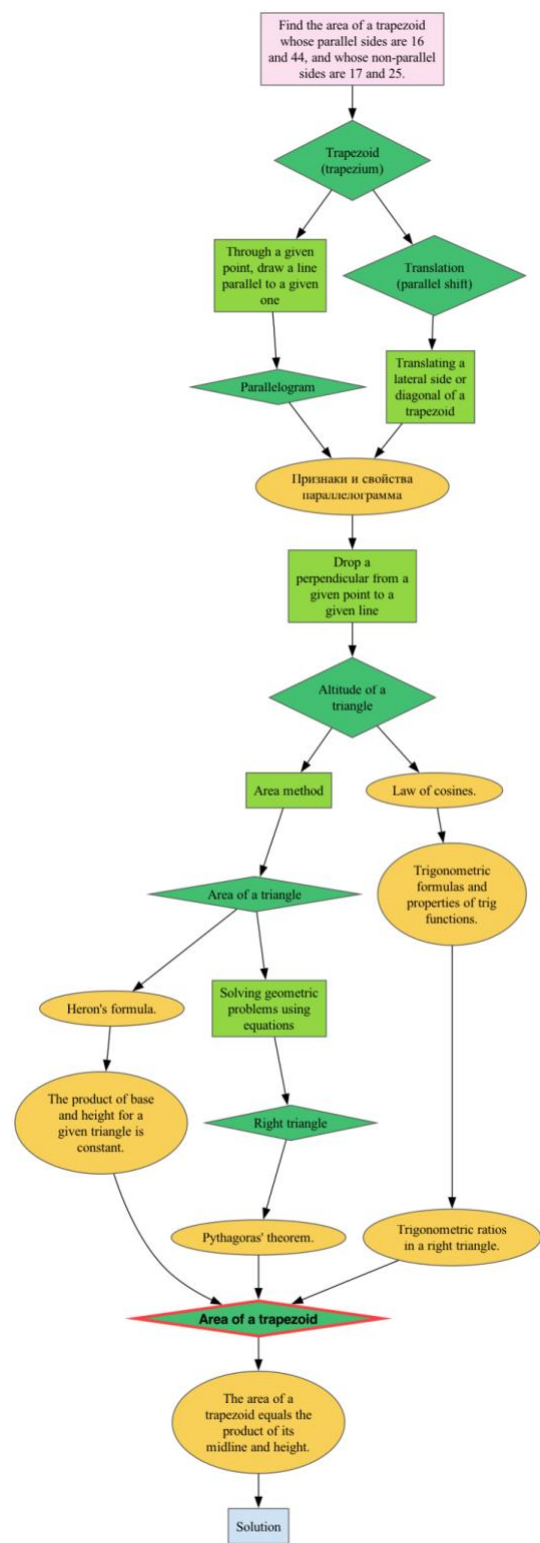 Find the area of a trapezoid
whose parallel sides are 16
and 44, and whose non-parallel
sides are 17 and 25.
Trapezoid
(trapezium)
Through a given
point, draw a line
parallel to a given
one
Translation
(parallel shift)
Parallelogram
Translating a
lateral side or
diagonal of a
trapezoid
Признаки и свойства
параллелограмма
Drop a
perpendicular from a
given point to a
given line
Altitude of a
triangle
Area method
Law of cosines.
Area of a triangle
Trigonometric
formulas and
properties of trig
functions.
Heron's formula.
Solving geometric
problems using
equations
The product of base
and height for a
given triangle is
constant.
Right triangle
Pythagoras' theorem.
Trigonometric ratios
in a right triangle.
Area of a trapezoid
The area of a
trapezoid equals the
product of its
midline and height.
Solution